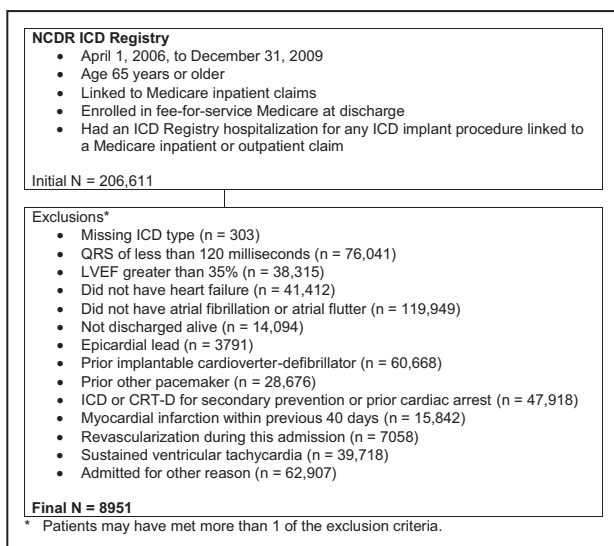 NCDR ICD Registry
• April 1, 2006, to December 31, 2009
• Age 65 years or older
• Linked to Medicare inpatient claims
• Enrolled in fee-for-service Medicare at discharge
• Had an ICD Registry hospitalization for any ICD implant procedure linked to
a Medicare inpatient or outpatient claim
Initial N = 206,611
Exclusions*
• Missing ICD type (n = 303)
• QRS of less than 120 milliseconds (n = 76,041)
• LVEF greater than 35% (n = 38,315)
• Did not have heart failure (n = 41,412)
• Did not have atrial fibrillation or atrial flutter (n = 119,949)
• Not discharged alive (n = 14,094)
• Epicardial lead (n = 3791)
• Prior implantable cardioverter-defibrillator (n = 60,668)
• Prior other pacemaker (n = 28,676)
• ICD or CRT-D for secondary prevention or prior cardiac arrest (n = 47,918)
• Myocardial infarction within previous 40 days (n = 15,842)
• Revascularization during this admission (n = 7058)
• Sustained ventricular tachycardia (n = 39,718)
• Admitted for other reason (n = 62,907)
Final N = 8951
* Patients may have met more than 1 of the exclusion criteria.